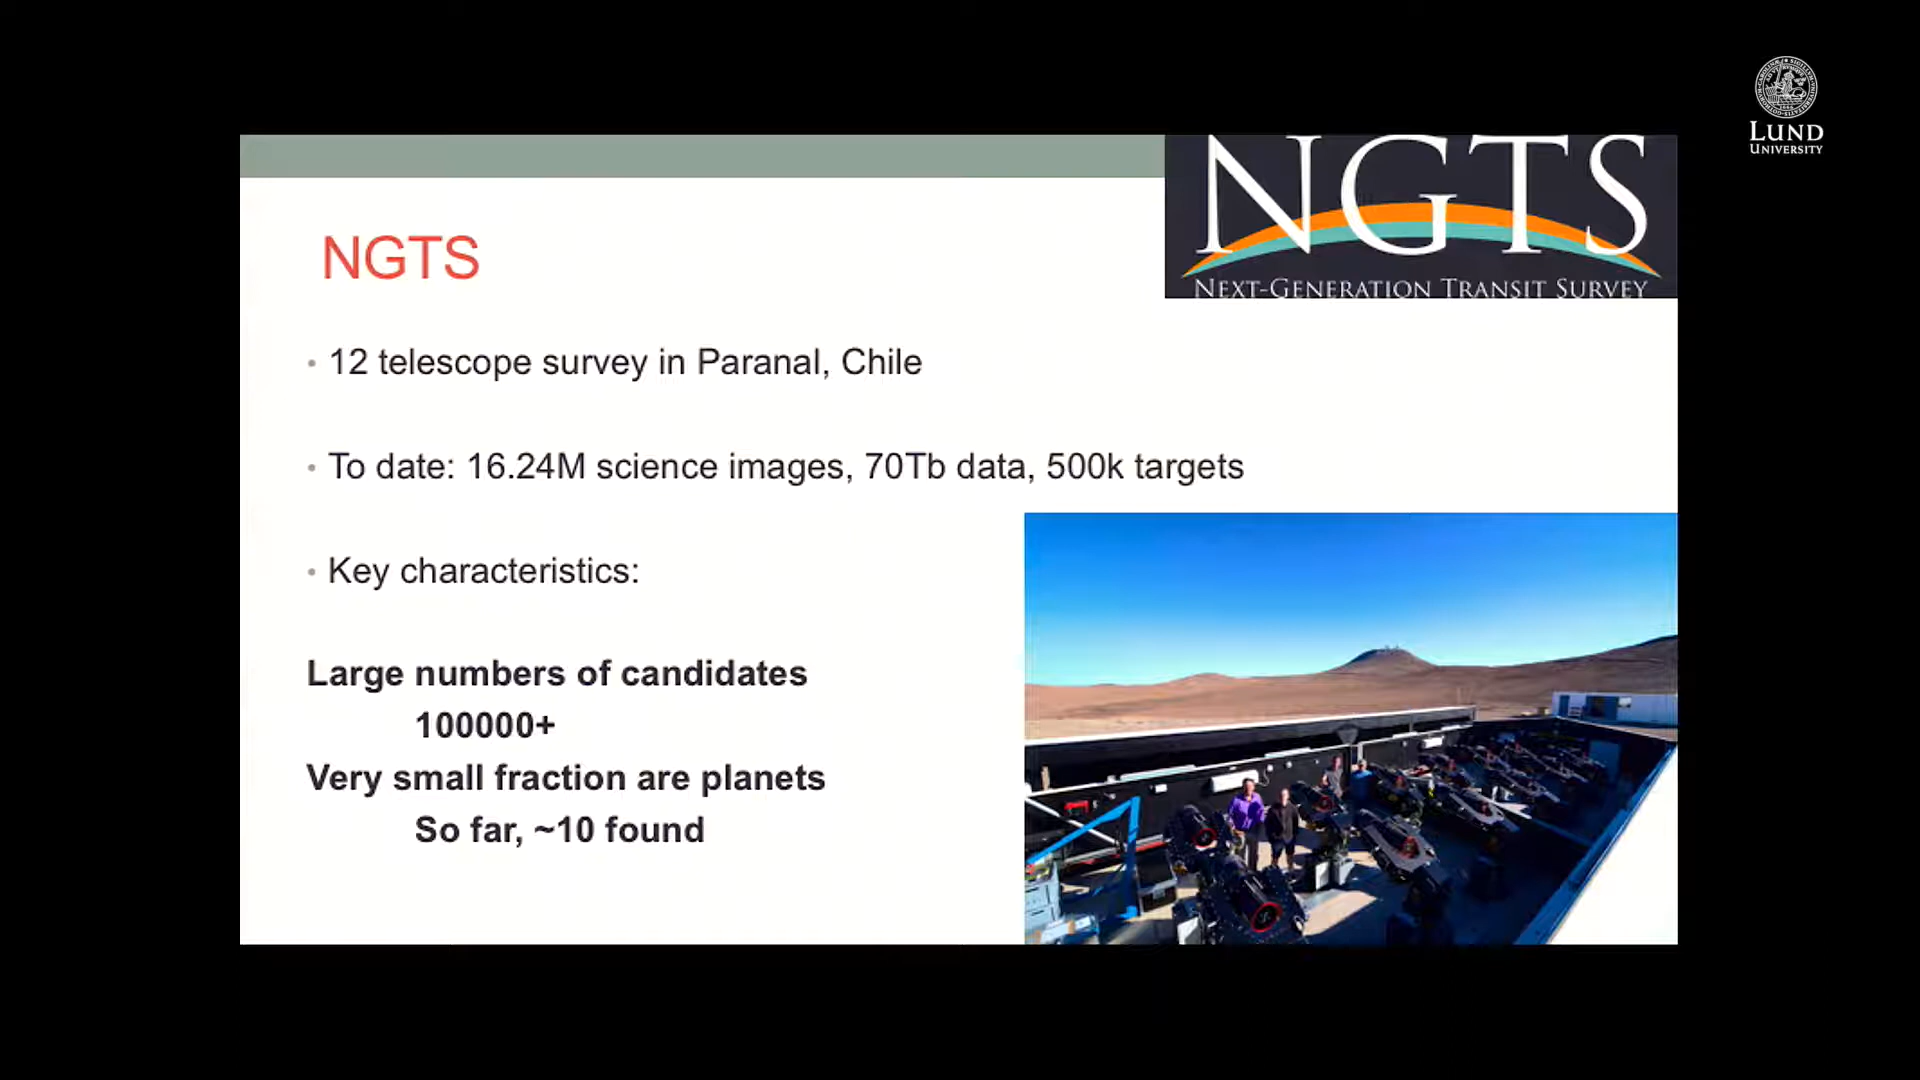 LUND
UNIVERSITY
NGTS
NEXT-GENERATION TRANSIT SURVEY
NGTS
• 12 telescope survey in Paranal, Chile
• To date: 16.24M science images, 70Tb data, 500k targets
• Key characteristics:
Large numbers of candidates
100000+
Very small fraction are planets
So far, ~10 found